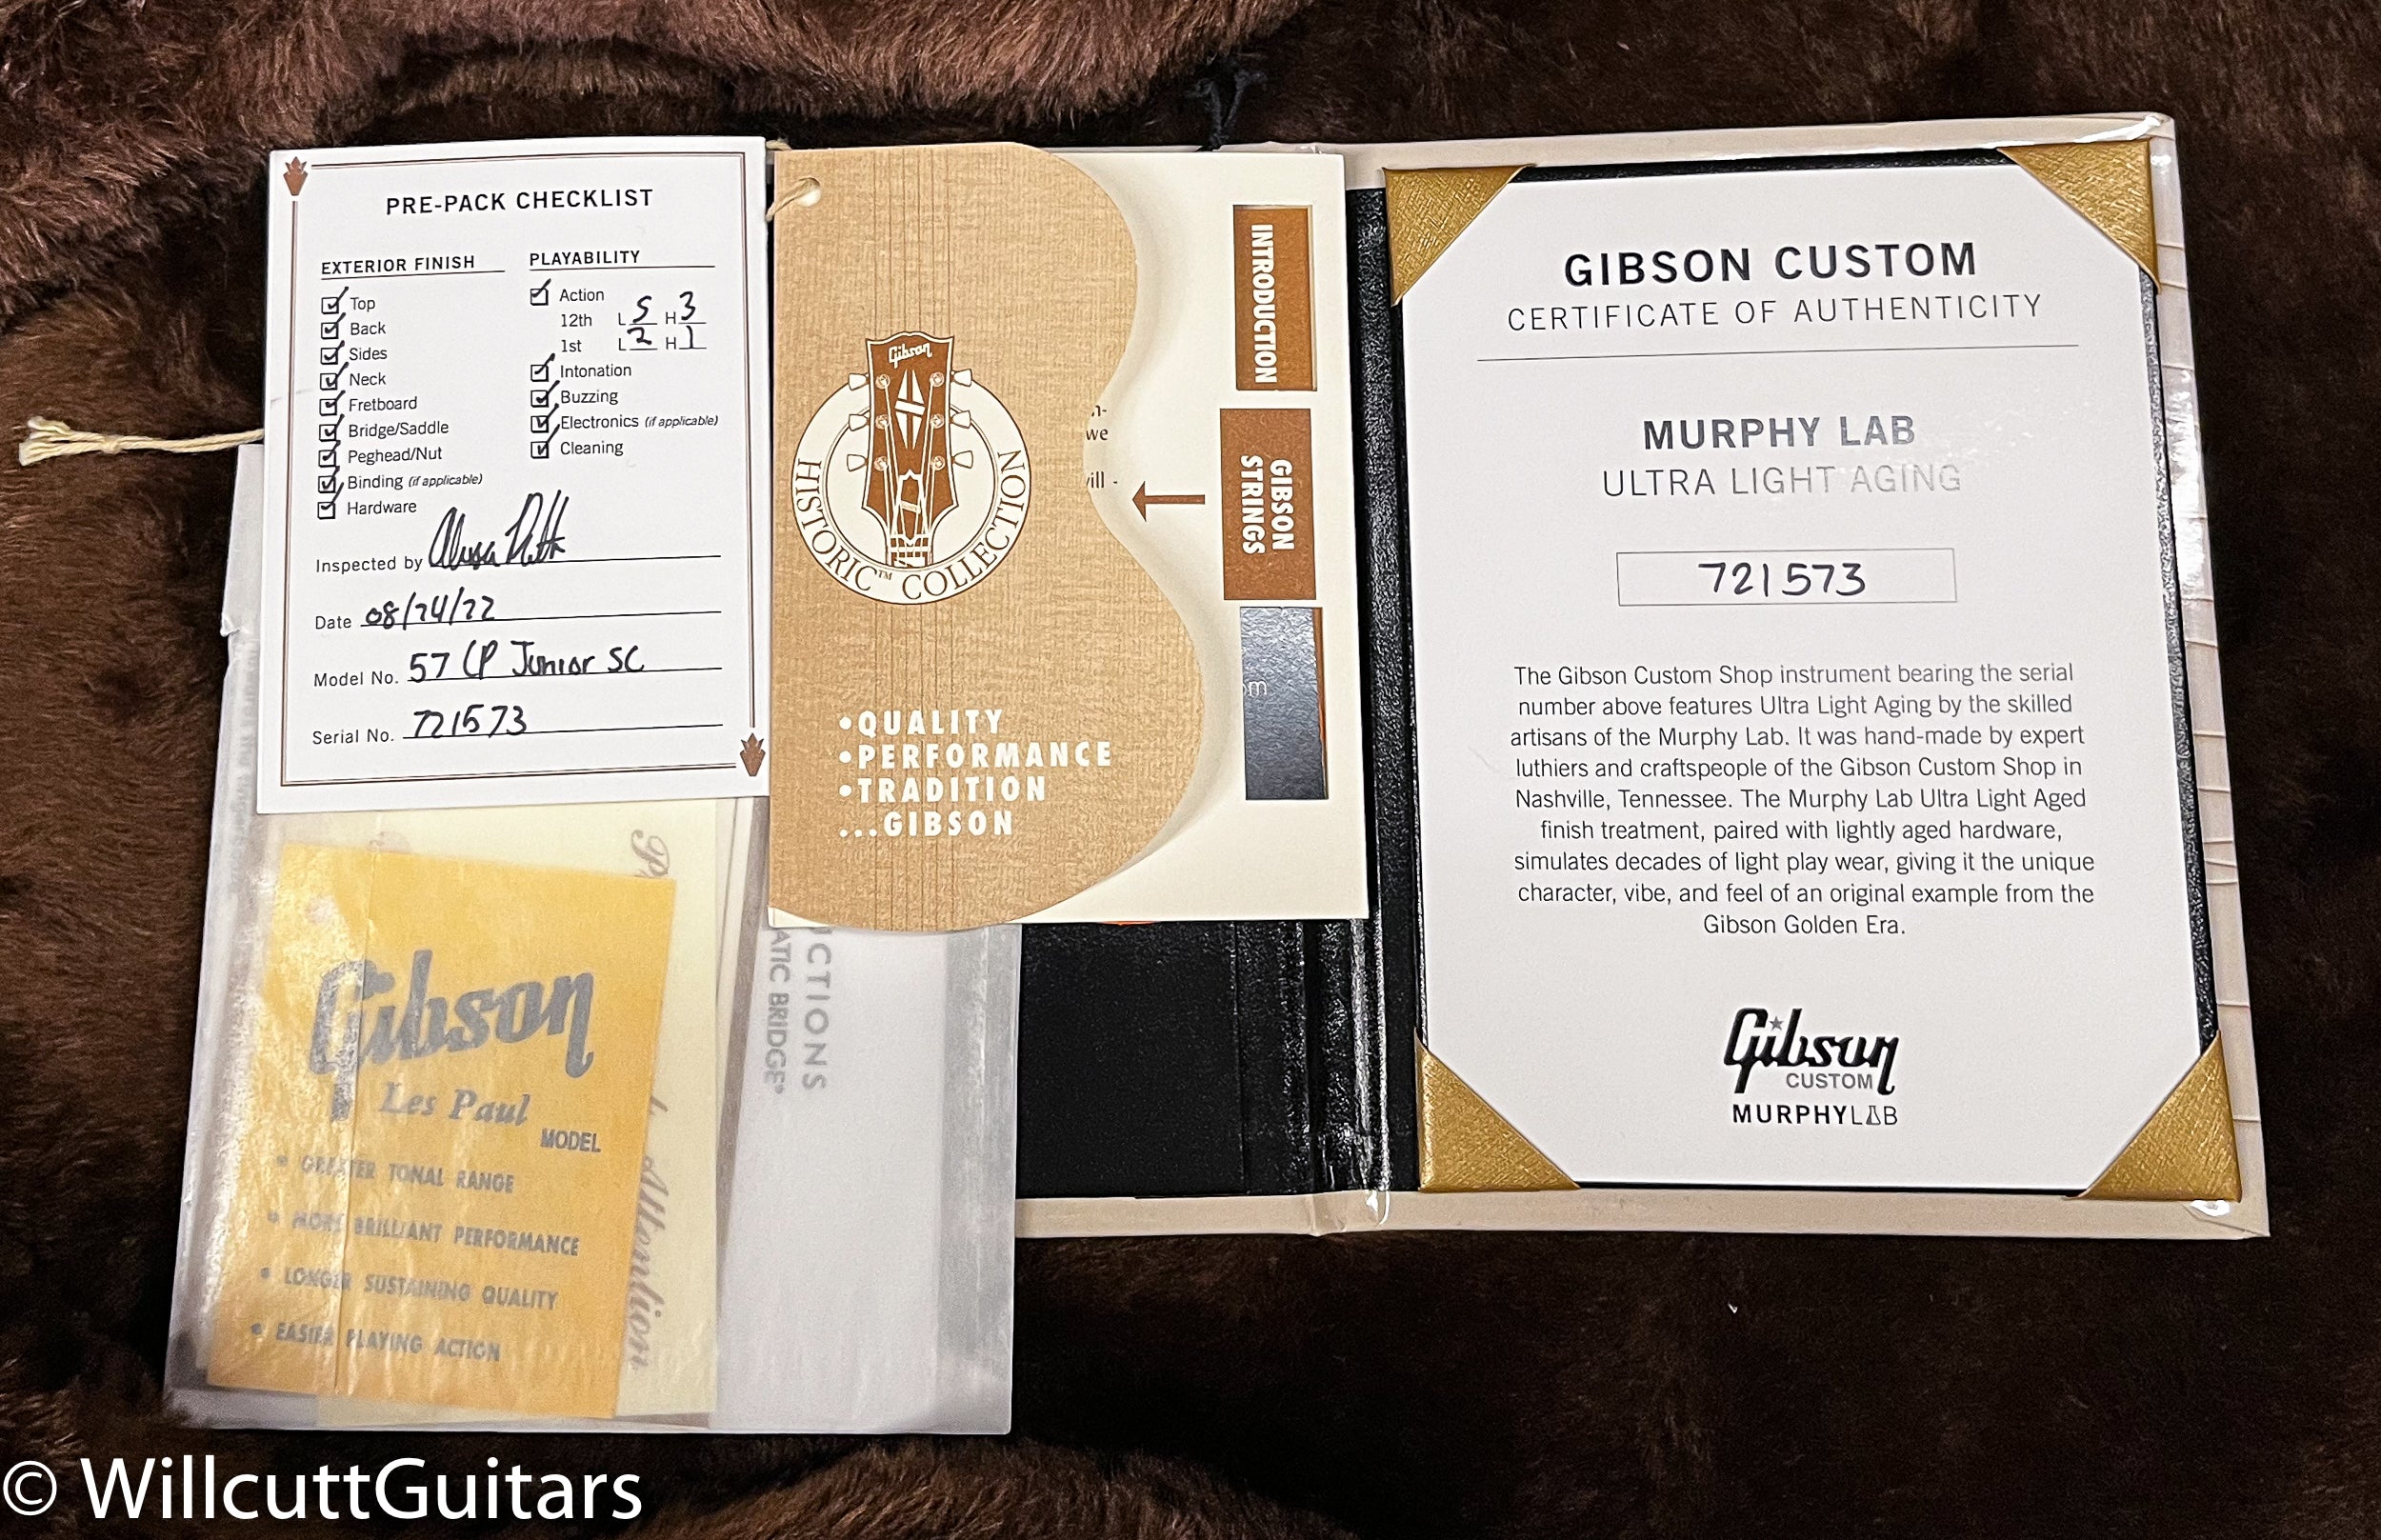 PRE-PACK CHECKLIST
EXTERIOR FINISH
Top
Back
Sides
Neck
Fretboard
Bridge/Saddle
Peghead/Nut
Binding (if applicable)
Hardware
PLAYABILITY
Action
12th L 5 H 3
1st L 2 H 1
Intonation
Buzzing
Electronics (if applicable)
Cleaning
Inspected by
Date 08/24/22
Model No. 57 LP Junior SC
Serial No. 721573
Gibson
HISTORIC™ COLLECTION
•QUALITY
•PERFORMANCE
•TRADITION
...GIBSON
we
INTRODUCTION
GIBSON
STRINGS
GIBSON CUSTOM
CERTIFICATE OF AUTHENTICITY
MURPHY LAB
ULTRA LIGHT AGING
721573
The Gibson Custom Shop instrument bearing the serial
number above features Ultra Light Aging by the skilled
artisans of the Murphy Lab. It was hand-made by expert
luthiers and craftspeople of the Gibson Custom Shop in
Nashville, Tennessee. The Murphy Lab Ultra Light Aged
finish treatment, paired with lightly aged hardware,
simulates decades of light play wear, giving it the unique
character, vibe, and feel of an original example from the
Gibson Golden Era.
Gibson
CUSTOM
MURPHYLAB
Gibson
Les Paul
MODEL
• GREATER TONAL RANGE
• MORE BRILLIANT PERFORMANCE
• LONGER SUSTAINING QUALITY
• EASIER PLAYING ACTION
Attention
CTIONS
ATIC BRIDGE®
© WillcuttGuitars